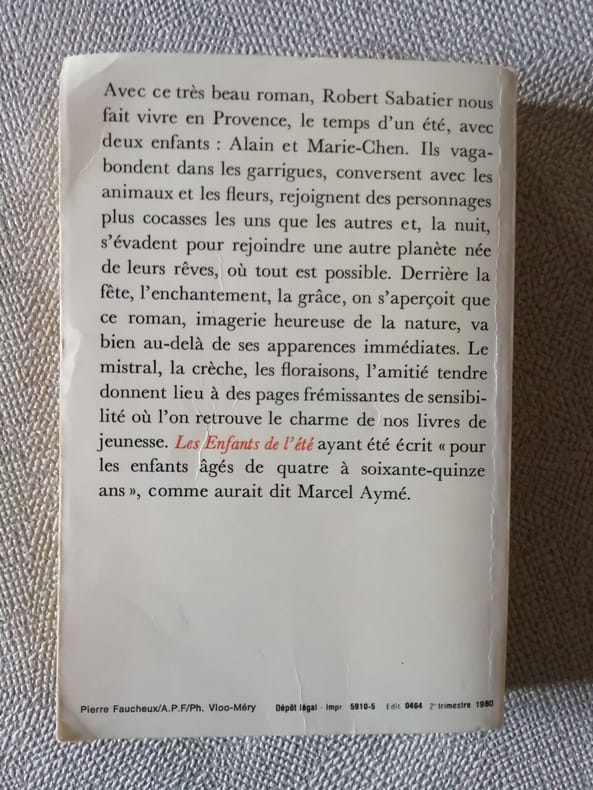 Avec ce très beau roman, Robert Sabatier nous
fait vivre en Provence, le temps d'un été, avec
deux enfants : Alain et Marie-Chen. Ils vaga-
bondent dans les garrigues, conversent avec les
animaux et les fleurs, rejoignent des personnages
plus cocasses les uns que les autres et, la nuit,
s'évadent pour rejoindre une autre planète née
de leurs rêves, où tout est possible. Derrière la
fête, l'enchantement, la grâce, on s'aperçoit que
ce roman, imagerie heureuse de la nature, va
bien au-delà de ses apparences immédiates. Le
mistral, la crèche, les floraisons, l'amitié tendre
donnent lieu à des pages frémissantes de sensibi-
lité où l'on retrouve le charme de nos livres de
jeunesse. Les Enfants de l'été ayant été écrit « pour
les enfants âgés de quatre à soixante-quinze
ans », comme aurait dit Marcel Aymé.
Pierre Faucheux/A.P.F/Ph. Vloo-Méry Dépôt légal - Impr. 5910-5 Edit. 0464 2e trimestre 1980